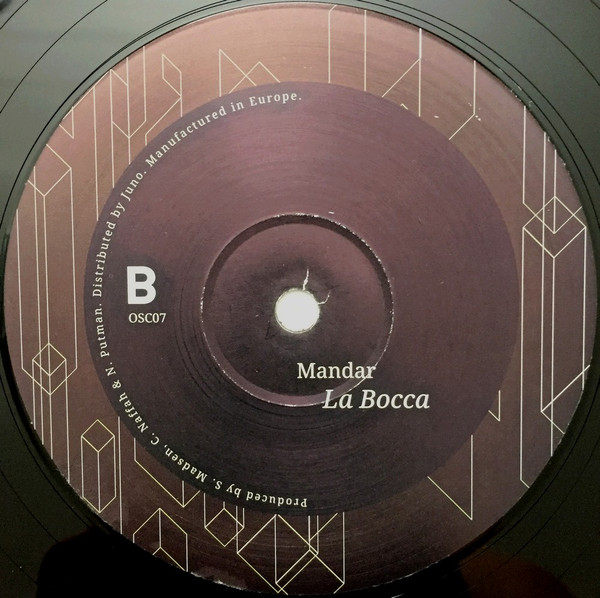 B
OSC07
Mandar
La Bocca
Produced by S. Madsen, C. Naffah & N. Putman. Distributed by Juno. Manufactured in Europe.